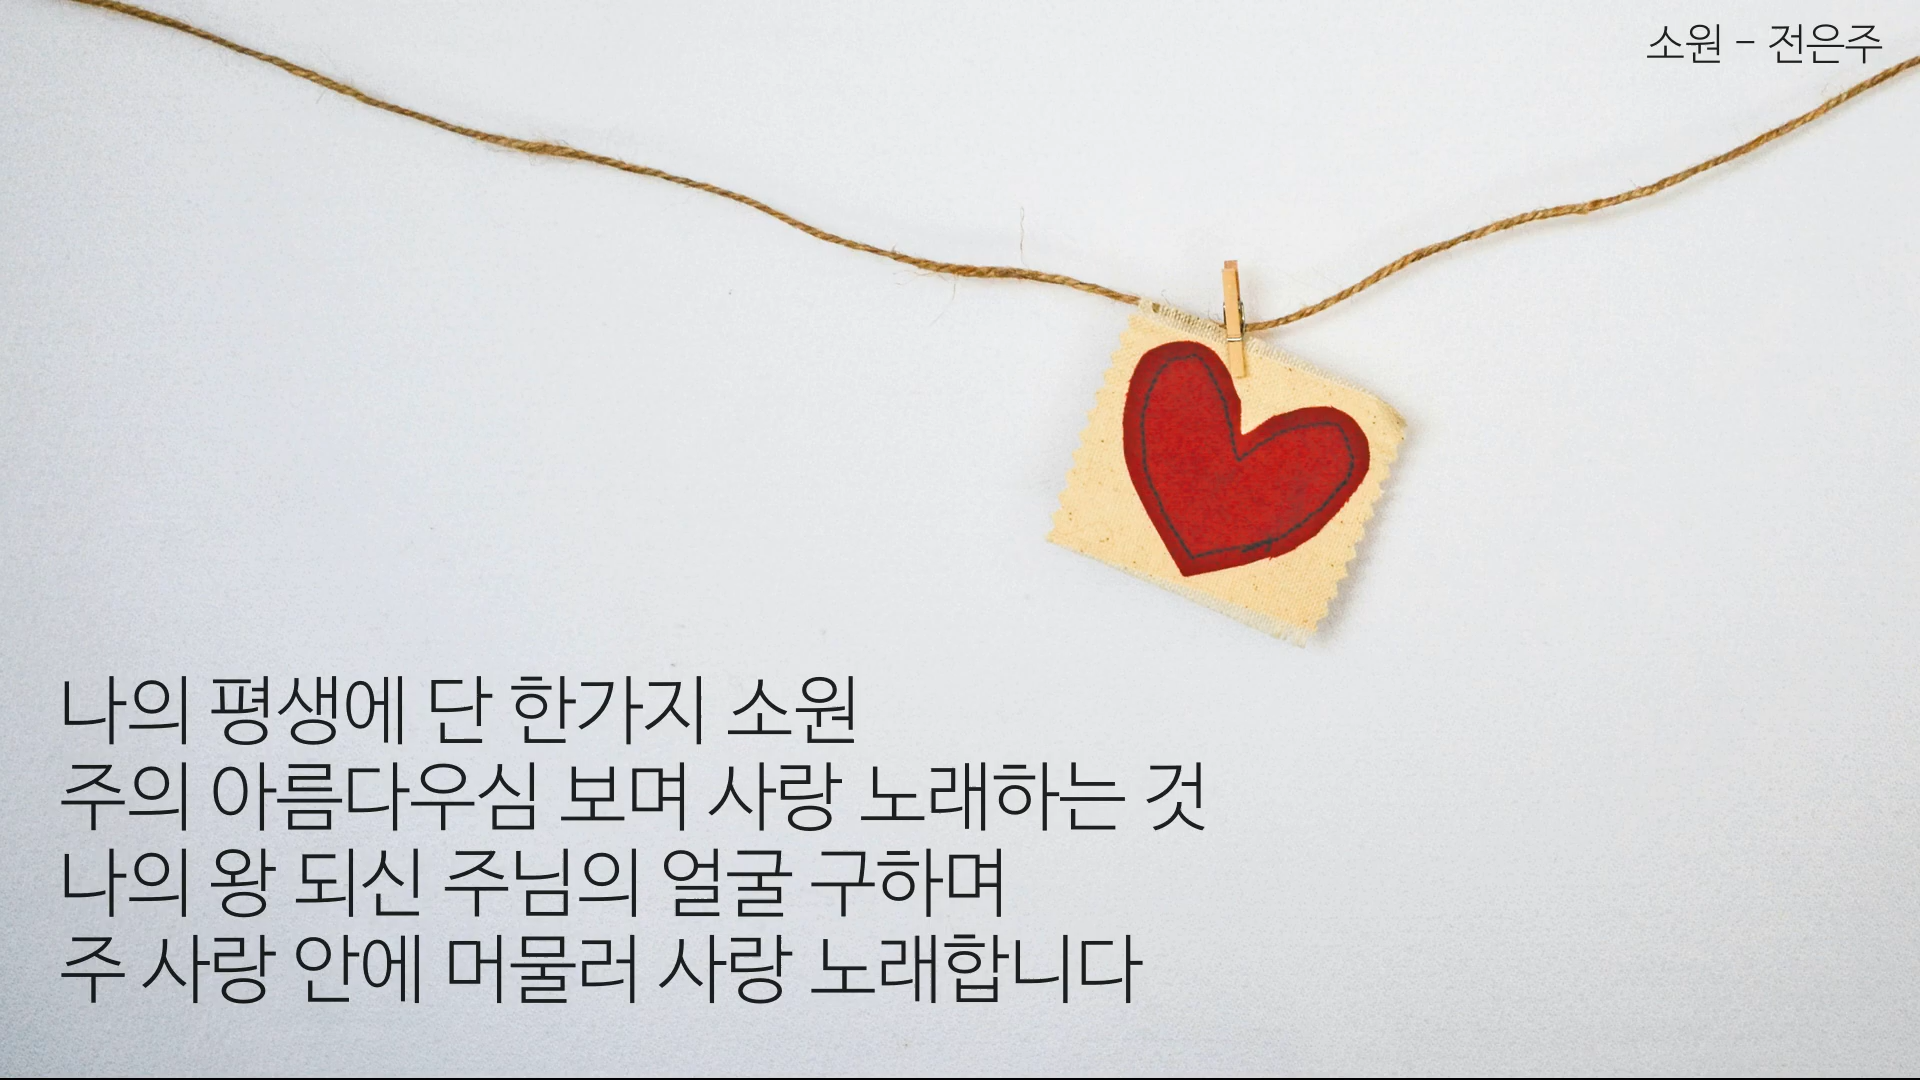 소원 - 전은주
나의 평생에 단 한가지 소원
주의 아름다우심 보며 사랑 노래하는 것
나의 왕 되신 주님의 얼굴 구하며
주 사랑 안에 머물러 사랑 노래합니다